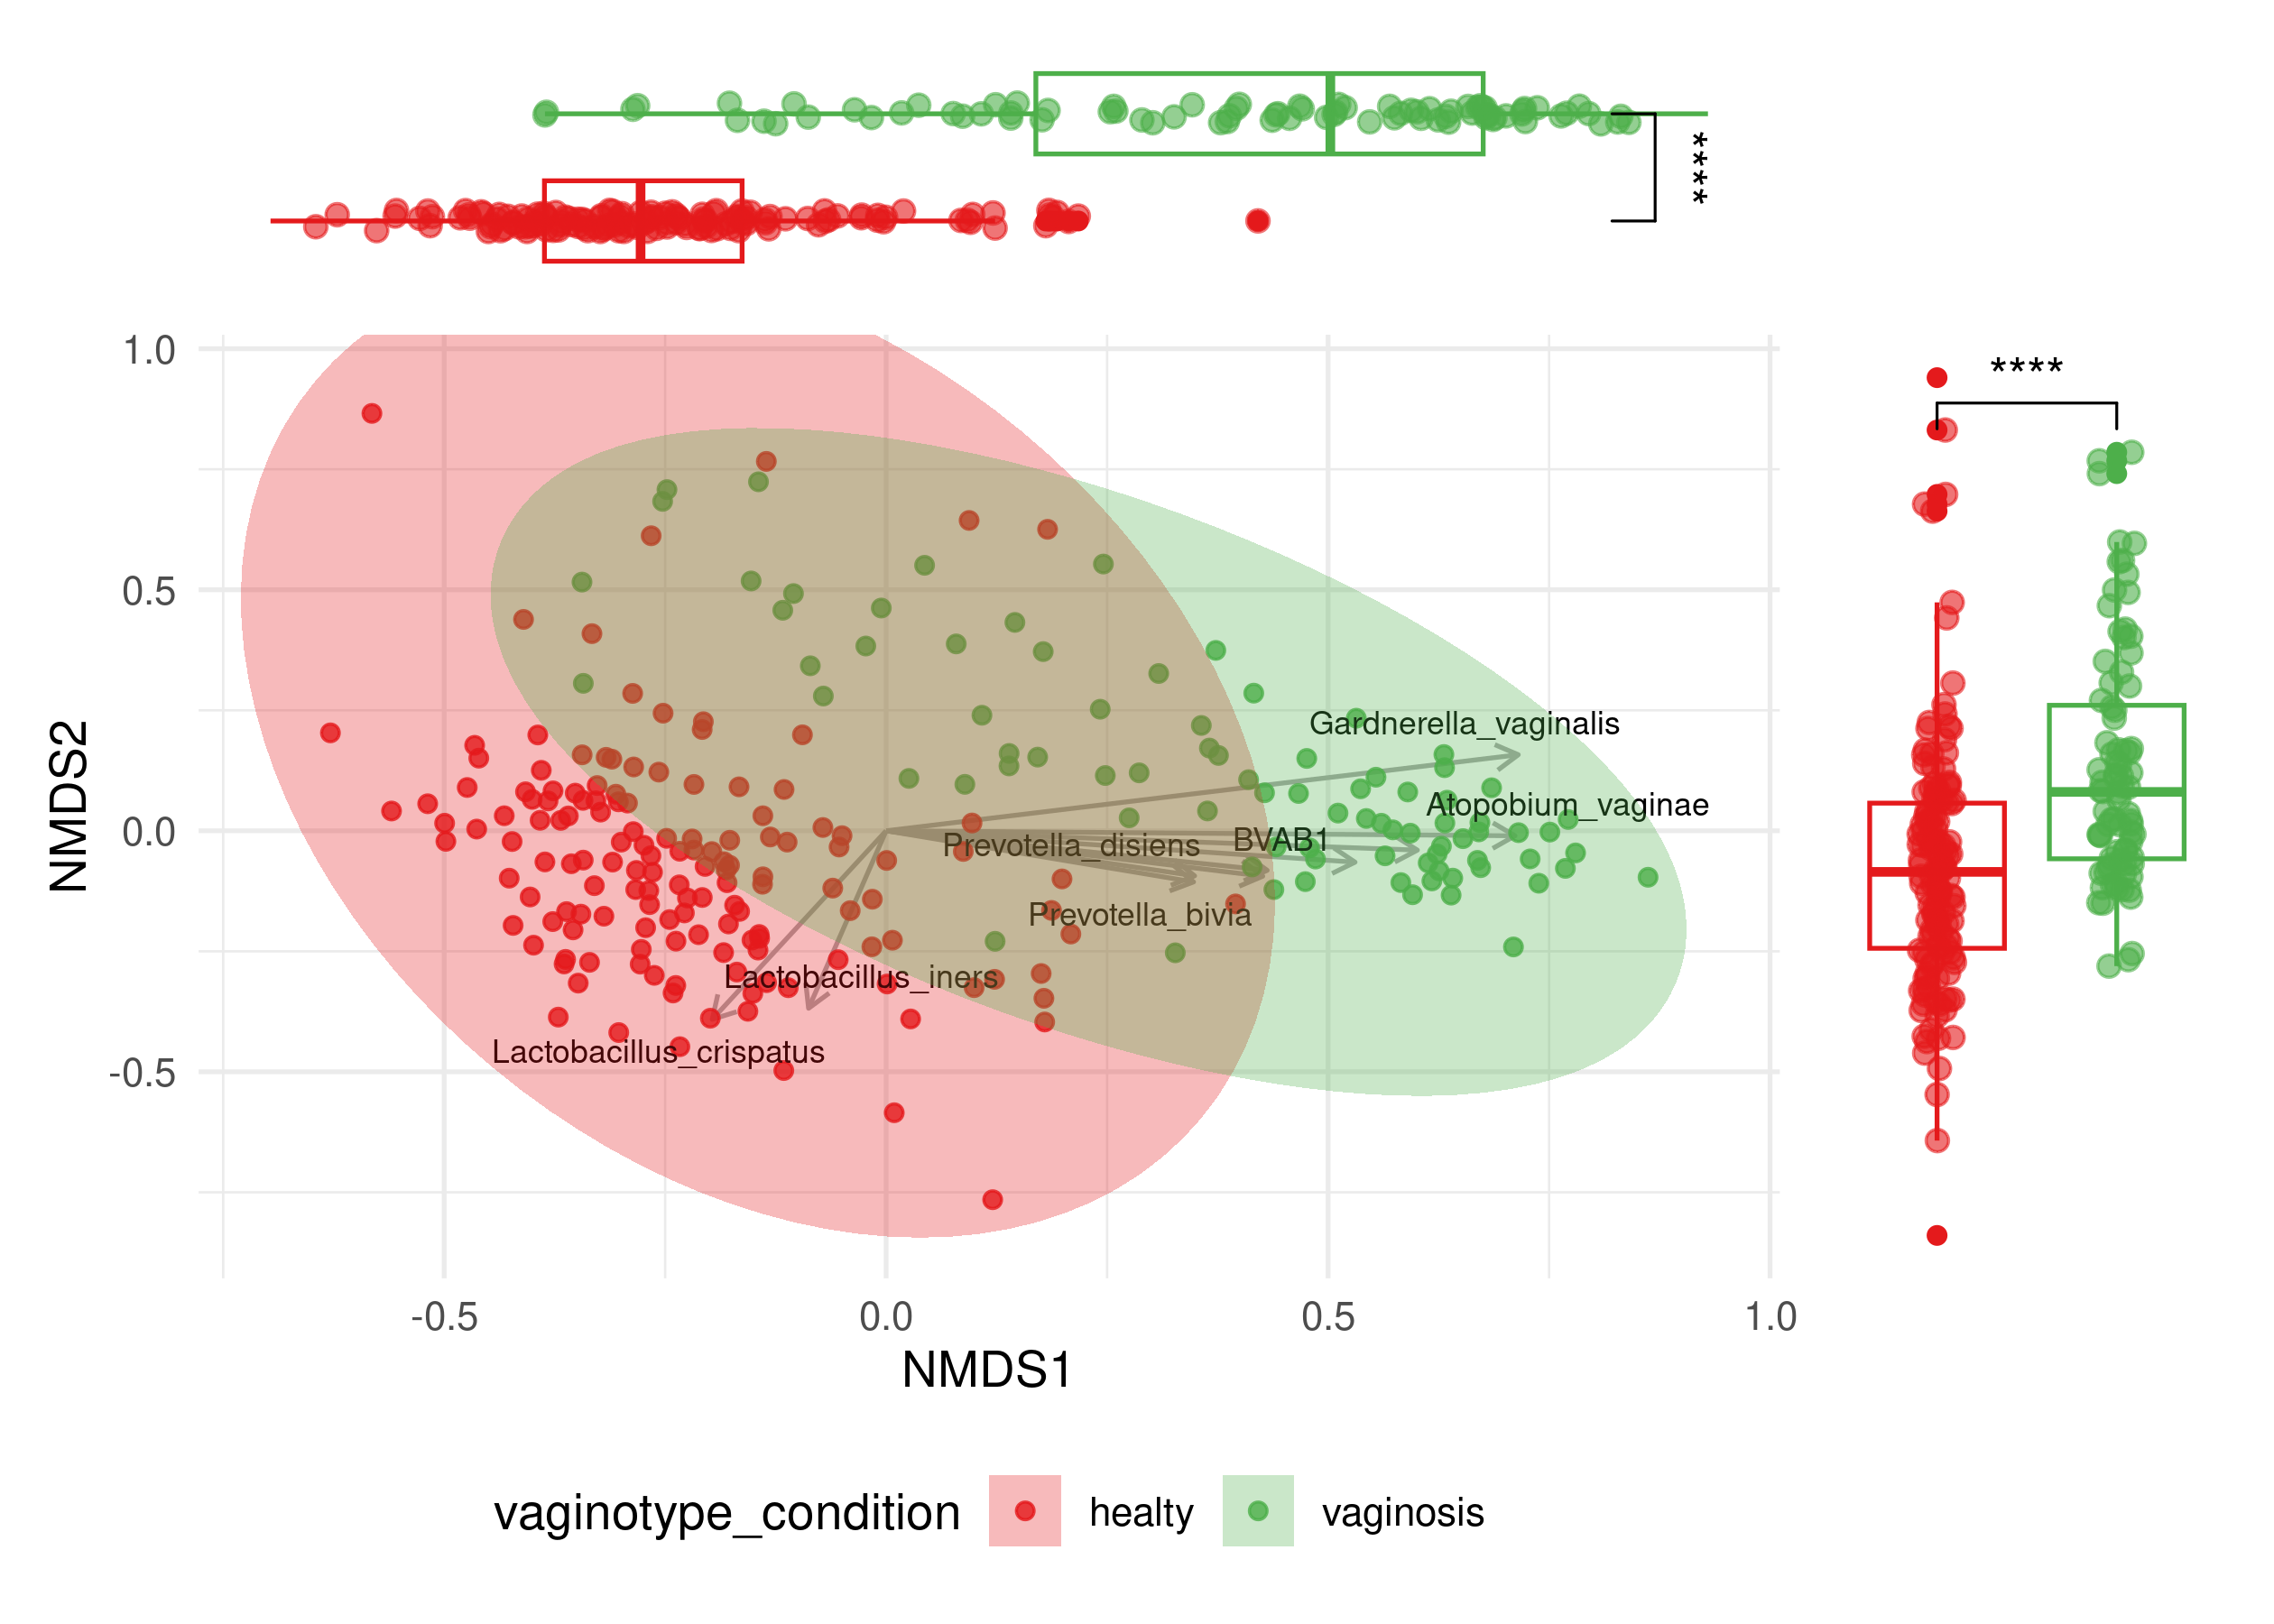 ****
****
1.0
0.5
0.0
-0.5
NMDS2
Gardnerella_vaginalis
Atopobium_vaginae
BVAB1
Prevotella_disiens
Prevotella_bivia
Lactobacillus_iners
Lactobacillus_crispatus
-0.5 0.0 0.5 1.0
NMDS1
vaginotype_condition healty vaginosis